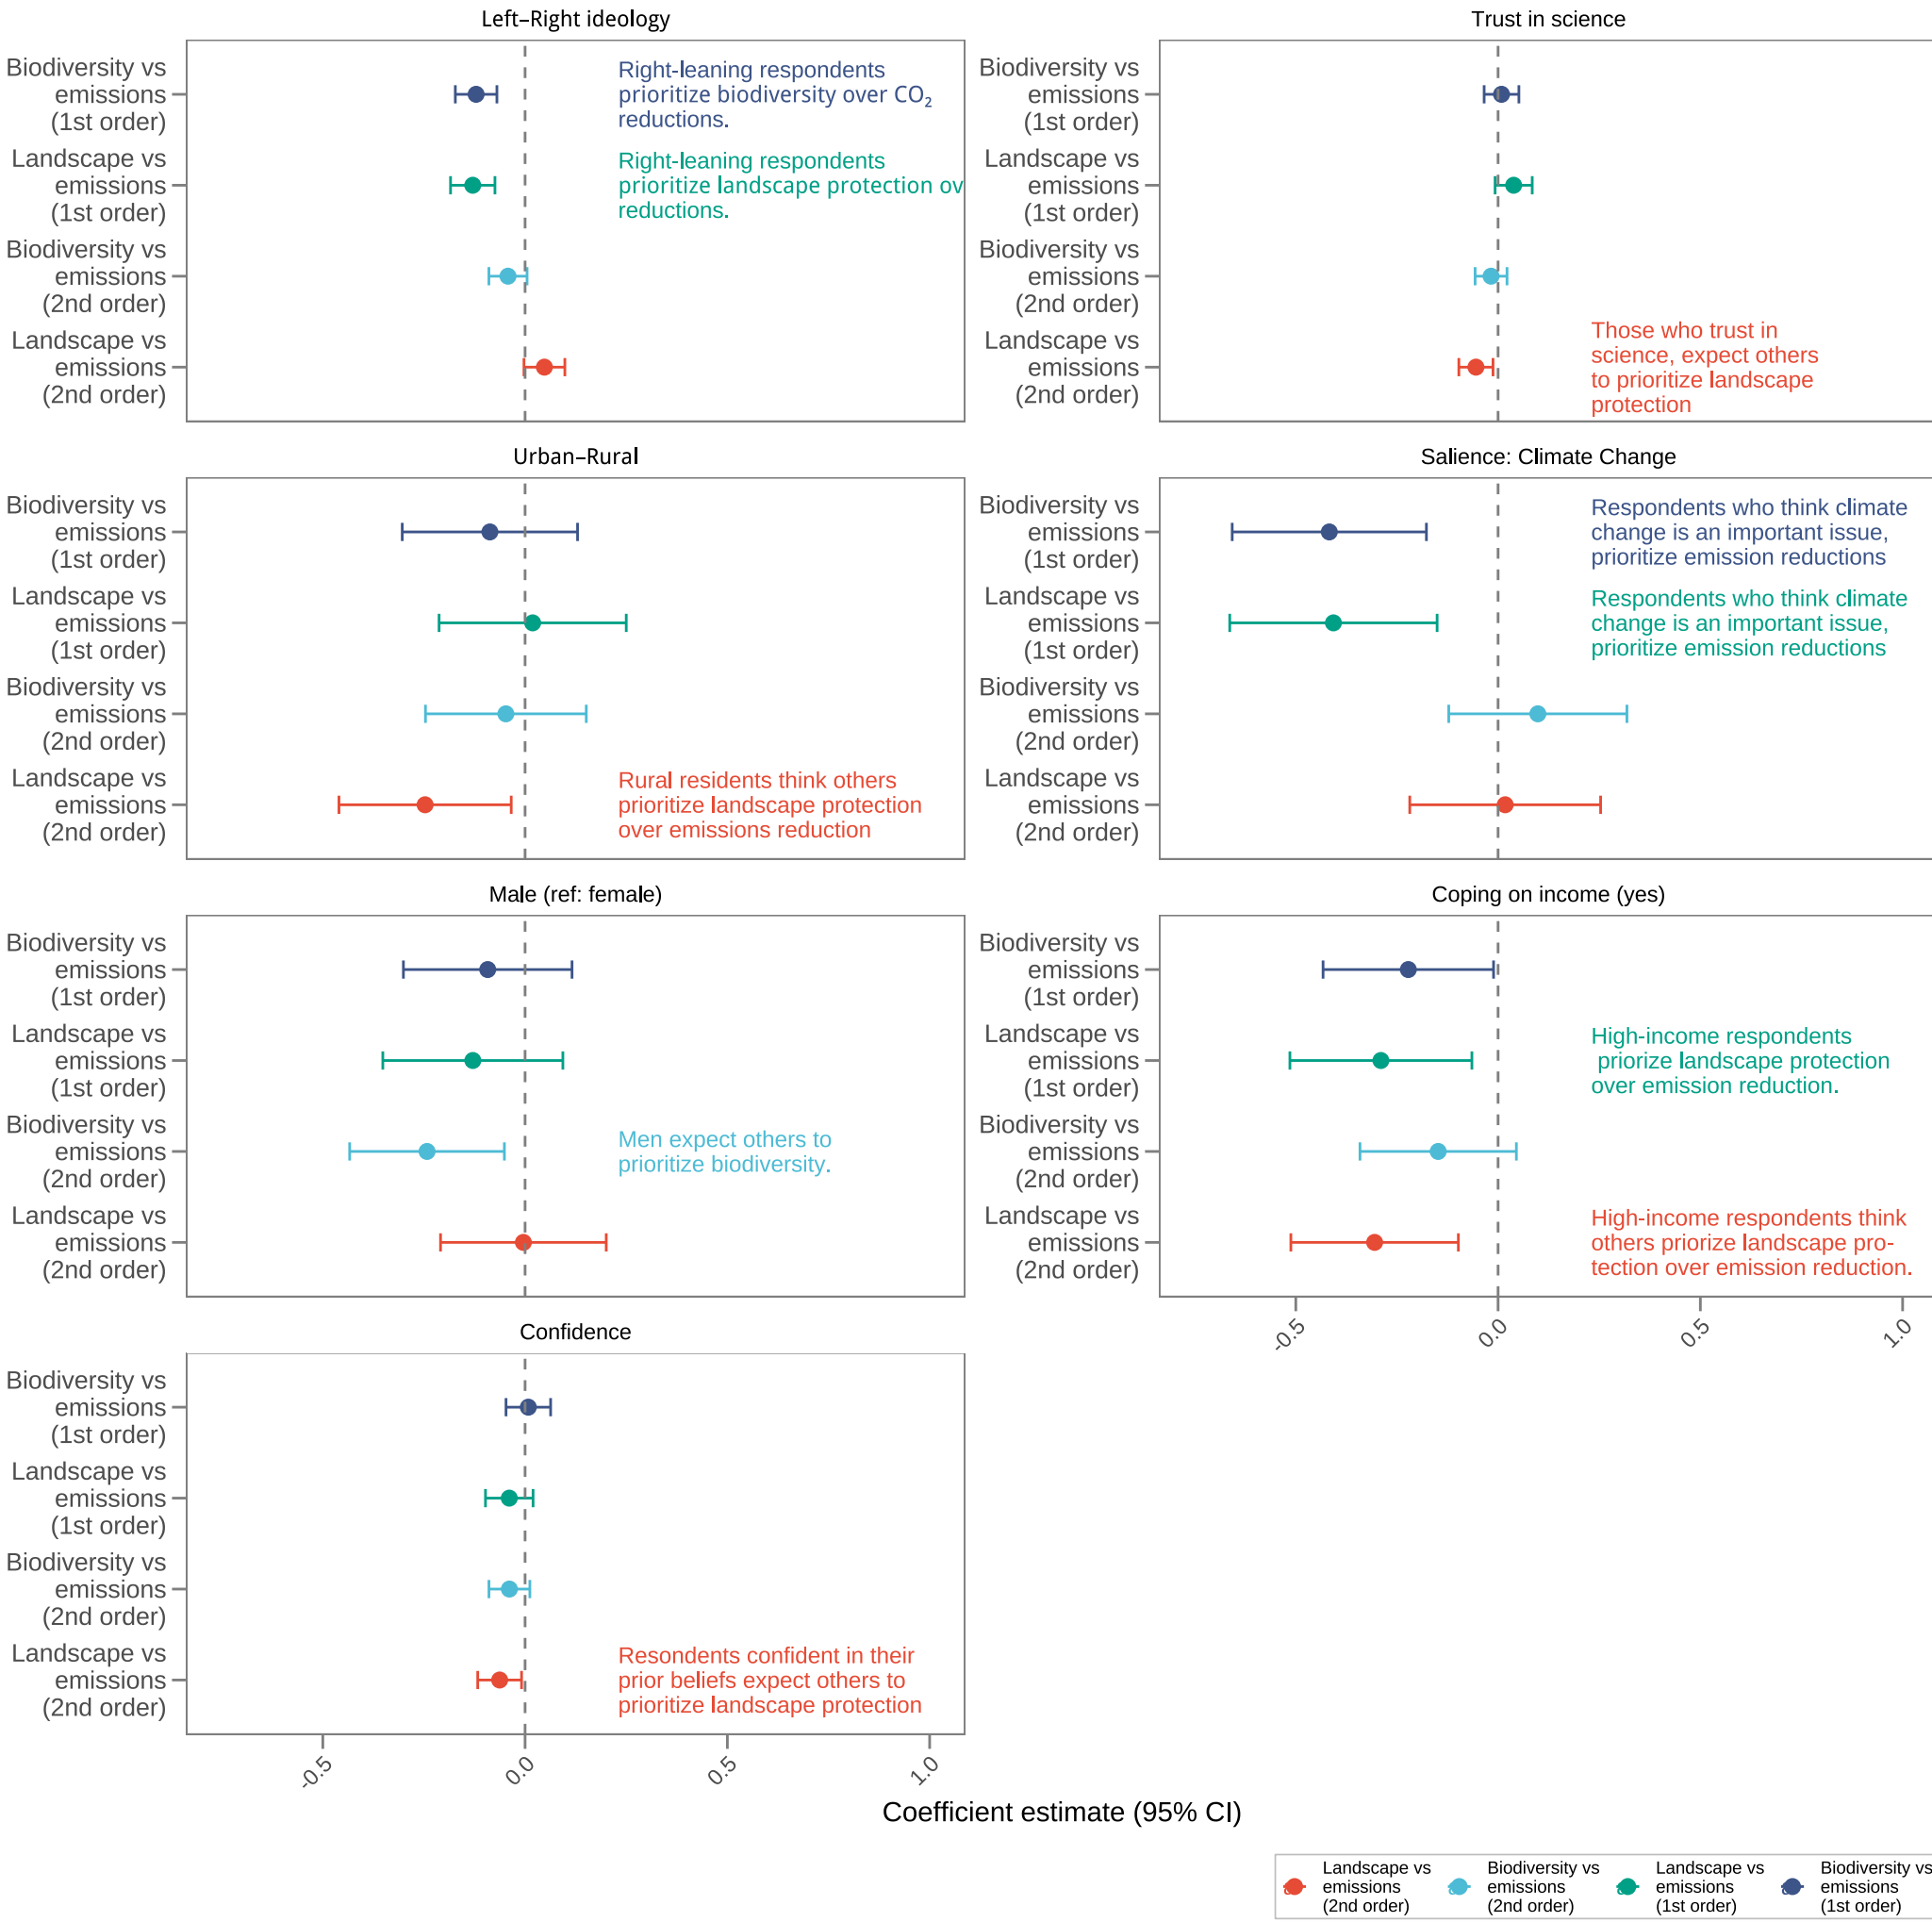 Left–Right ideology
Biodiversity vs
emissions
(1st order)
Landscape vs
emissions
(1st order)
Biodiversity vs
emissions
(2nd order)
Landscape vs
emissions
(2nd order)
Right-leaning respondents
prioritize biodiversity over CO₂
reductions.
Right-leaning respondents
prioritize landscape protection ov
reductions.
Trust in science
Biodiversity vs
emissions
(1st order)
Landscape vs
emissions
(1st order)
Biodiversity vs
emissions
(2nd order)
Landscape vs
emissions
(2nd order)
Those who trust in
science, expect others
to prioritize landscape
protection
Urban–Rural
Biodiversity vs
emissions
(1st order)
Landscape vs
emissions
(1st order)
Biodiversity vs
emissions
(2nd order)
Landscape vs
emissions
(2nd order)
Rural residents think others
prioritize landscape protection
over emissions reduction
Salience: Climate Change
Biodiversity vs
emissions
(1st order)
Landscape vs
emissions
(1st order)
Biodiversity vs
emissions
(2nd order)
Landscape vs
emissions
(2nd order)
Respondents who think climate
change is an important issue,
prioritize emission reductions
Respondents who think climate
change is an important issue,
prioritize emission reductions
Male (ref: female)
Biodiversity vs
emissions
(1st order)
Landscape vs
emissions
(1st order)
Biodiversity vs
emissions
(2nd order)
Landscape vs
emissions
(2nd order)
Men expect others to
prioritize biodiversity.
Coping on income (yes)
Biodiversity vs
emissions
(1st order)
Landscape vs
emissions
(1st order)
Biodiversity vs
emissions
(2nd order)
Landscape vs
emissions
(2nd order)
High-income respondents
priorize landscape protection
over emission reduction.
High-income respondents think
others priorize landscape pro-
tection over emission reduction.
-0.5 0.0 0.5 1.0
Confidence
Biodiversity vs
emissions
(1st order)
Landscape vs
emissions
(1st order)
Biodiversity vs
emissions
(2nd order)
Landscape vs
emissions
(2nd order)
Resondents confident in their
prior beliefs expect others to
prioritize landscape protection
-0.5 0.0 0.5 1.0
Coefficient estimate (95% CI)
Landscape vs
emissions
(2nd order)
Biodiversity vs
emissions
(2nd order)
Landscape vs
emissions
(1st order)
Biodiversity vs
emissions
(1st order)